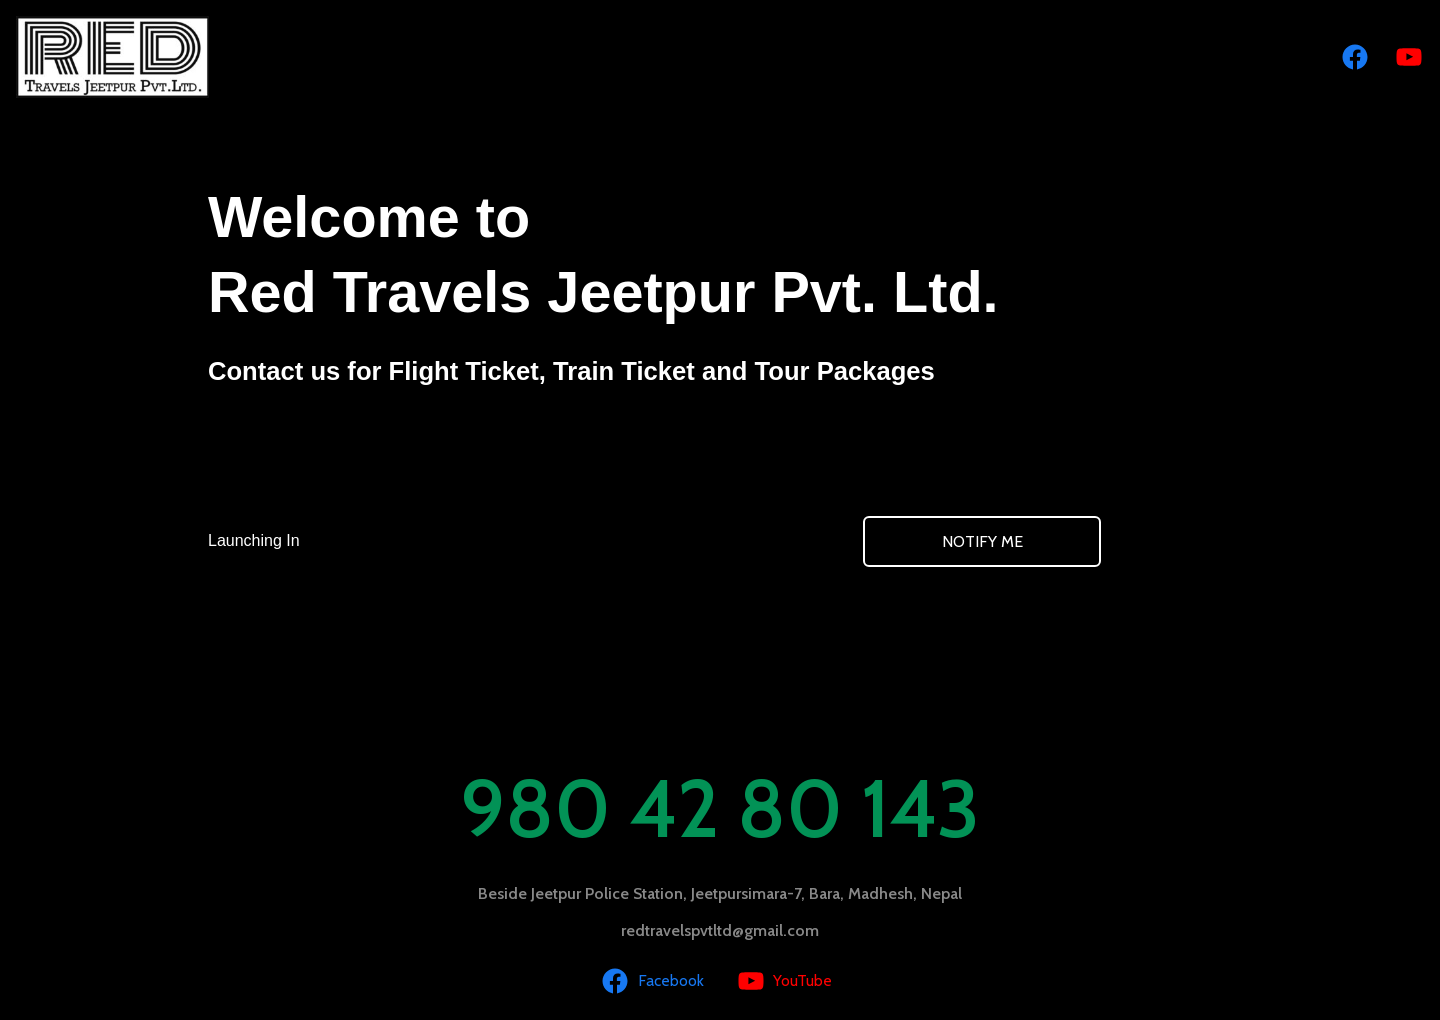 RED
Travels Jeetpur Pvt.Ltd.
Welcome to
Red Travels Jeetpur Pvt. Ltd.
Contact us for Flight Ticket, Train Ticket and Tour Packages
Launching In
NOTIFY ME
980 42 80 143
Beside Jeetpur Police Station, Jeetpursimara-7, Bara, Madhesh, Nepal
redtravelspvtltd@gmail.com
Facebook YouTube